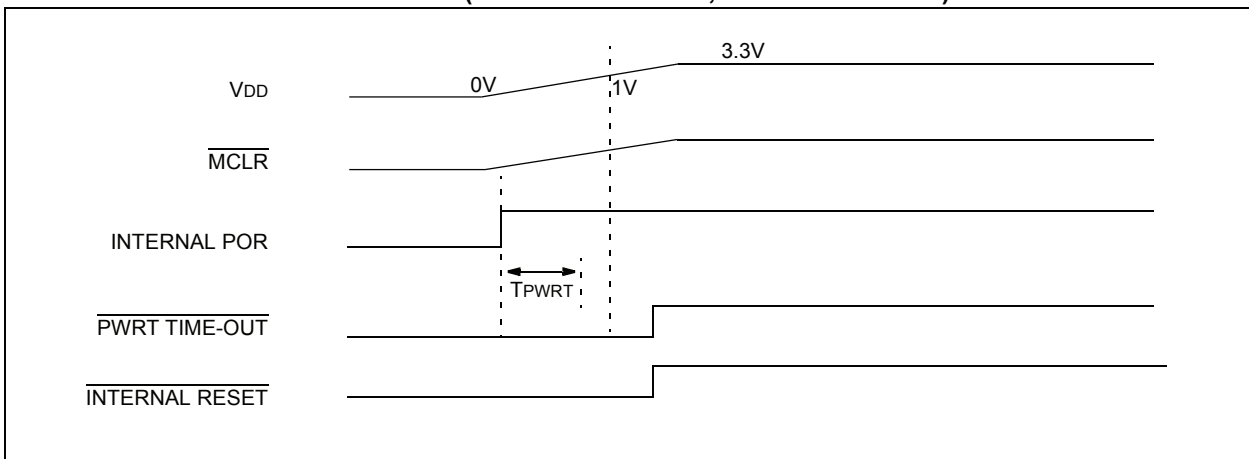 3.3V
VDD 0V 1V
MCLR
INTERNAL POR
TPWRT
PWRT TIME-OUT
INTERNAL RESET